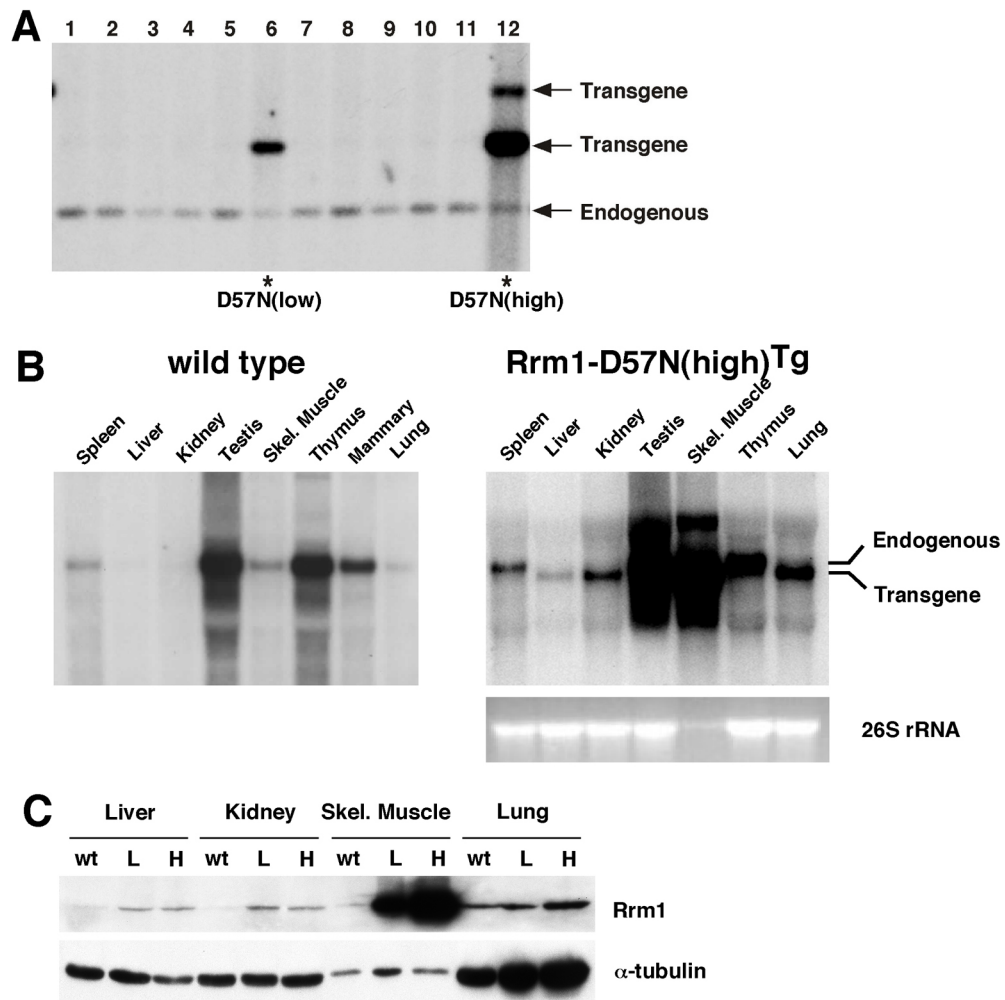 A
1 2 3 4 5 6 7 8 9 10 11 12
Transgene
Transgene
Endogenous
* *
D57N(low) D57N(high)
B
wild type Rrm1-D57N(high)Tg
Spleen Liver Kidney Testis Skel. Muscle Thymus Mammary Lung
Spleen Liver Kidney Testis Skel. Muscle Thymus Lung
Endogenous
Transgene
26S rRNA
C
Liver Kidney Skel. Muscle Lung
wt L H wt L H wt L H wt L H
Rrm1
α-tubulin